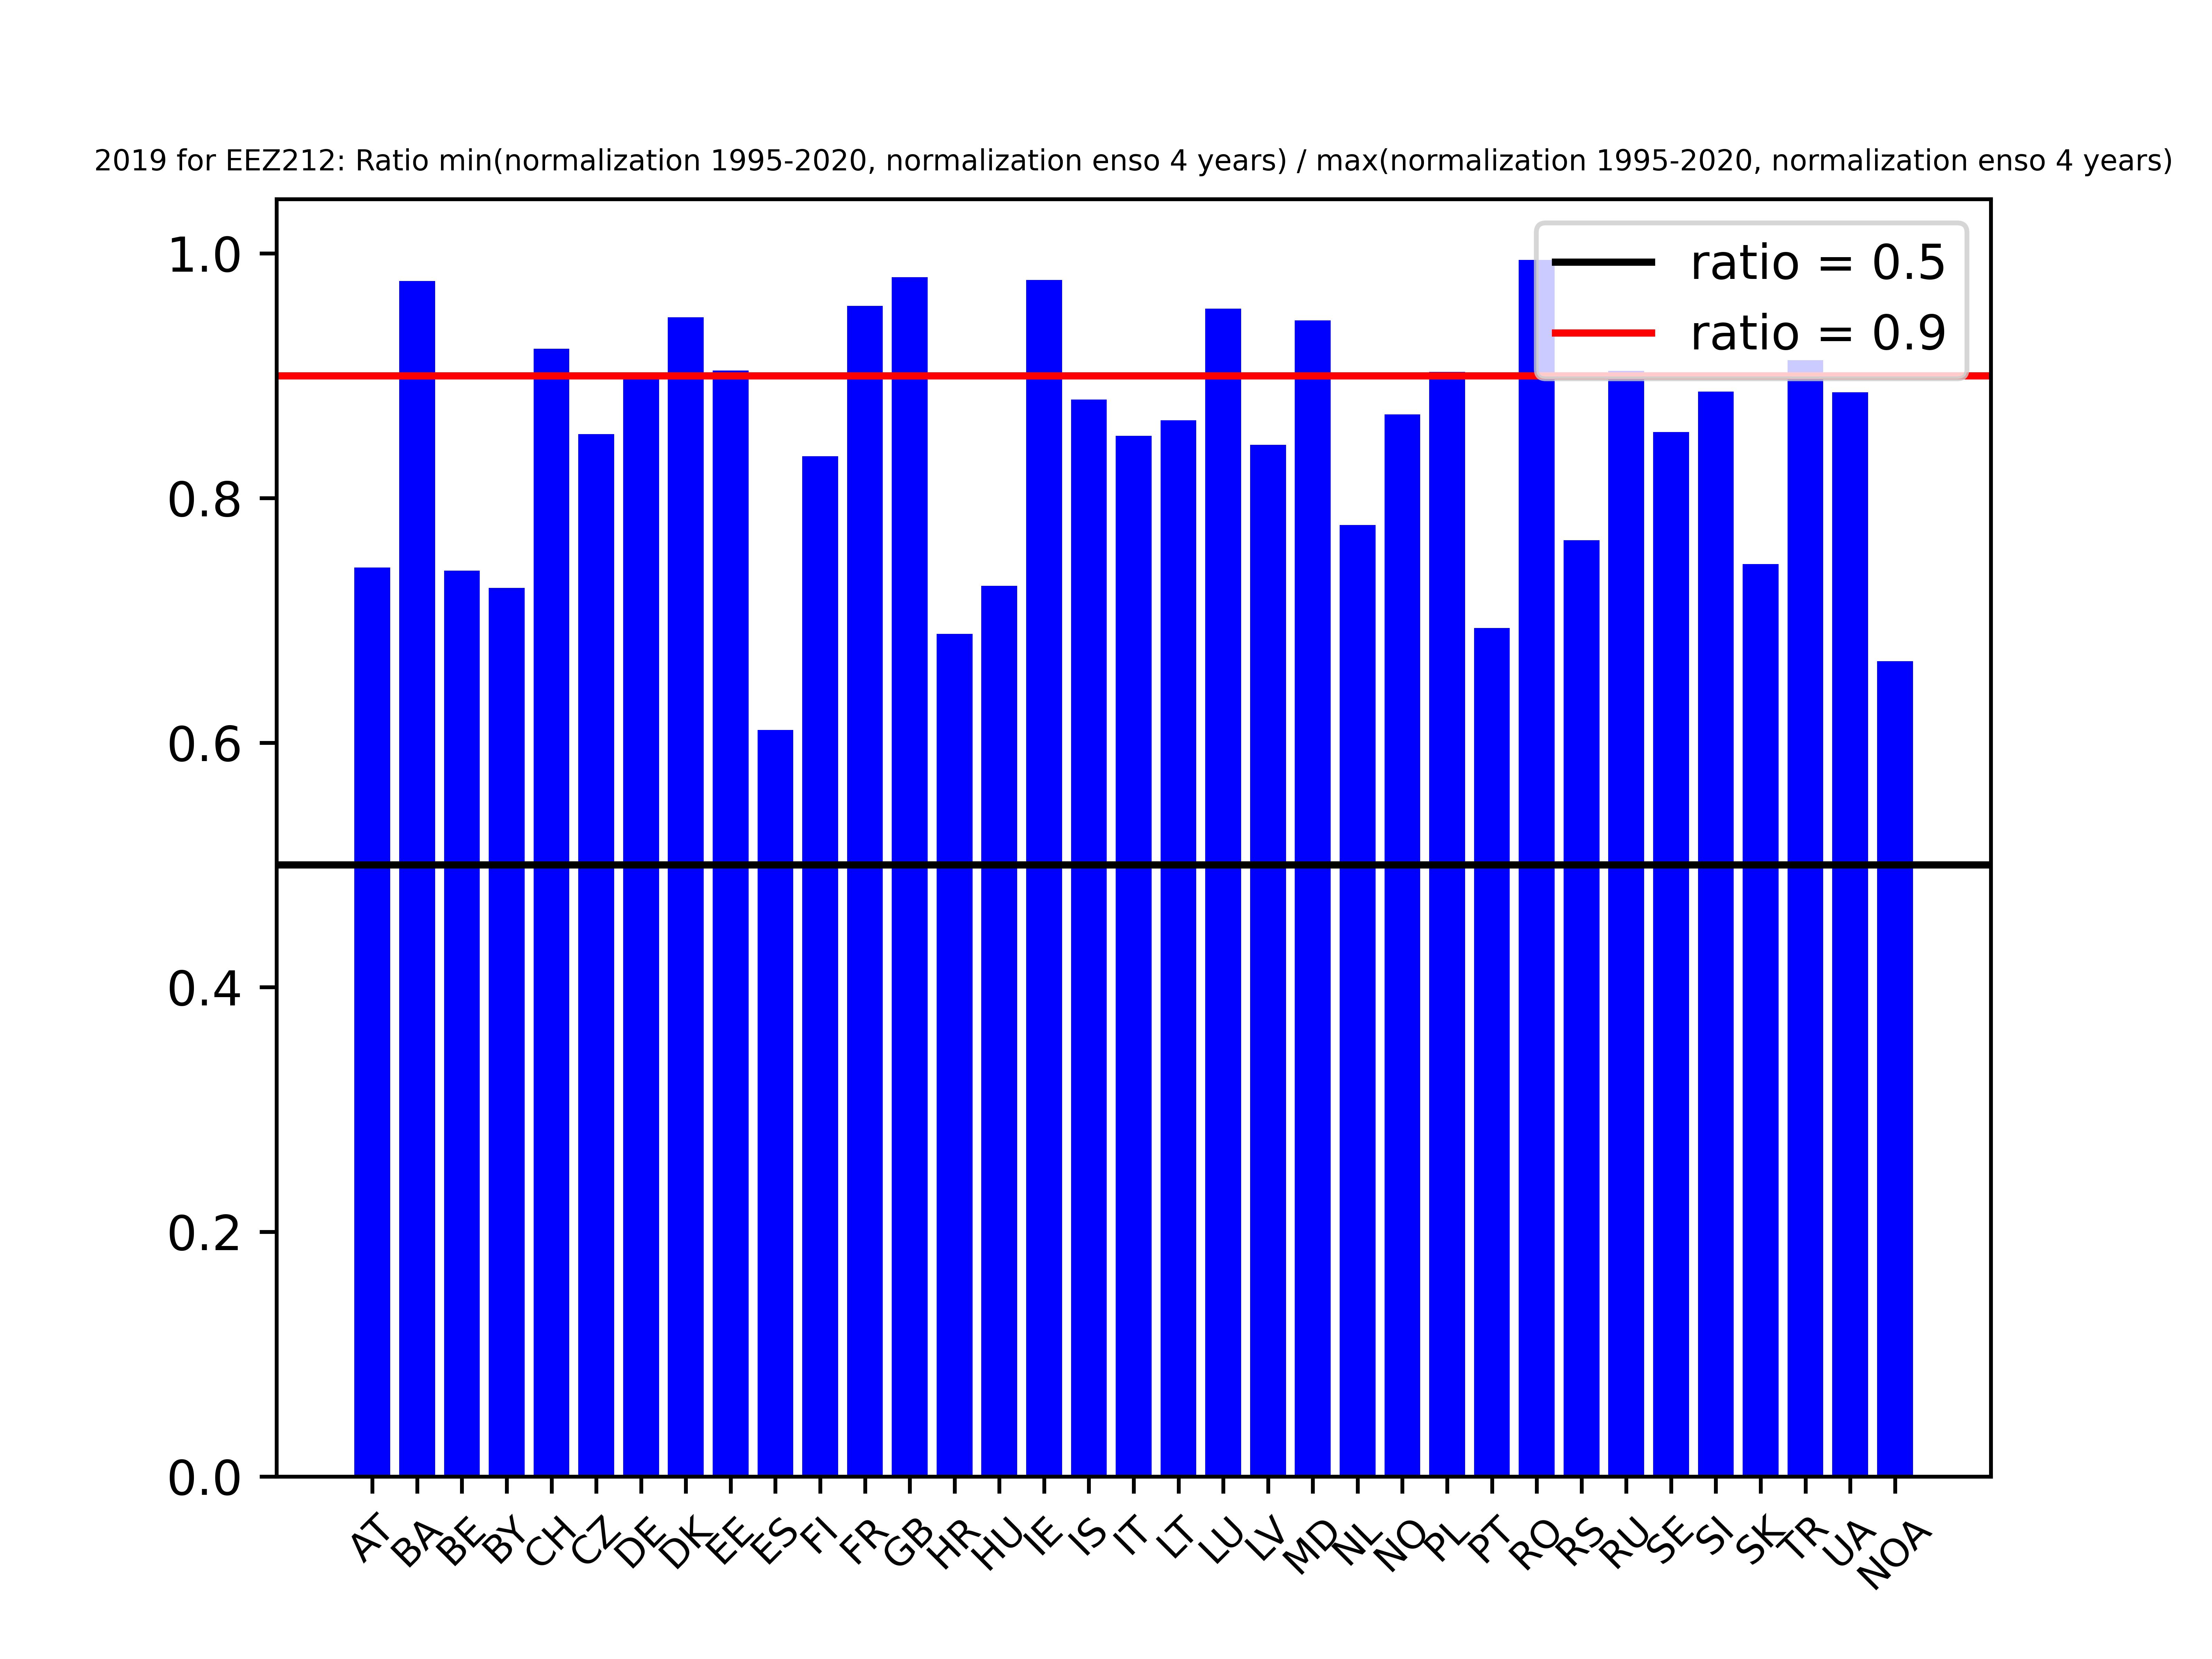 2019 for EEZ212: Ratio min(normalization 1995-2020, normalization enso 4 years) / max(normalization 1995-2020, normalization enso 4 years)
ratio = 0.5
ratio = 0.9
1.0
0.8
0.6
0.4
0.2
0.0
AT BA BE BY CH CZ DE DK EE ES FI FR GB HR HU IE IS IT LT LU LV MD NL NO PL PT RO RS RU SE SI SK TR UA NOA